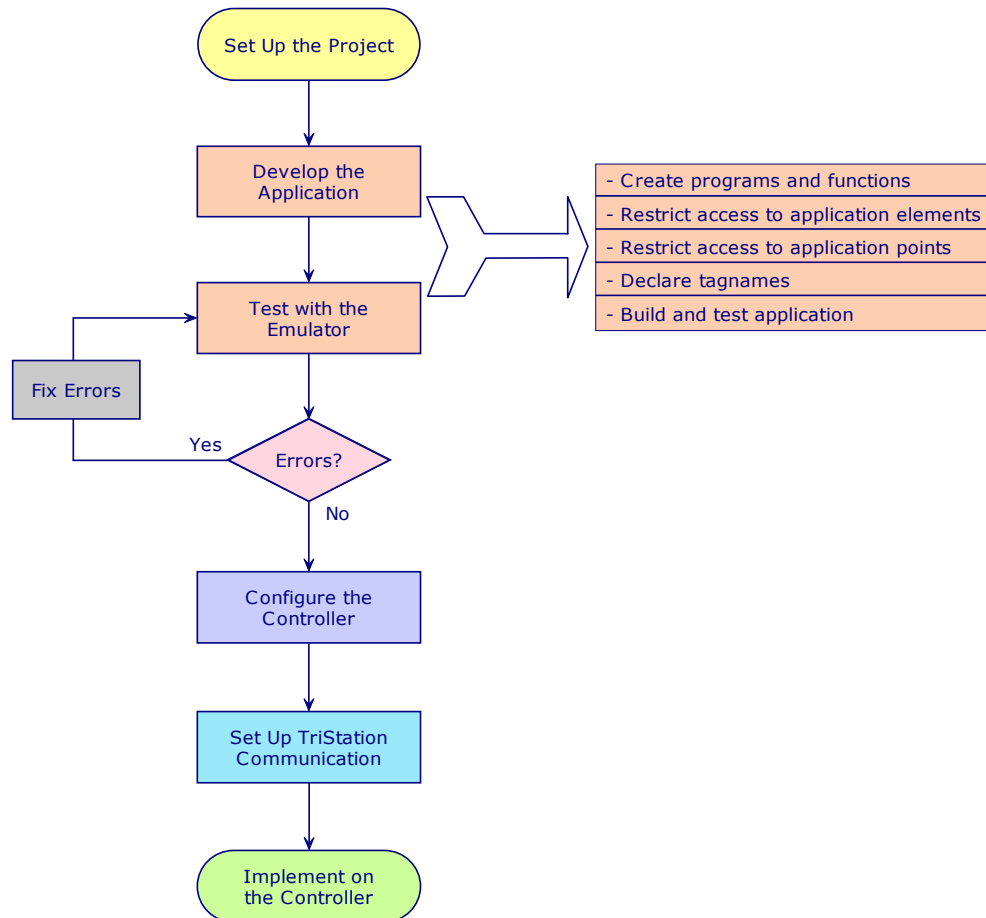 Set Up the Project
Develop the
Application
- Create programs and functions
- Restrict access to application elements
- Restrict access to application points
- Declare tagnames
- Build and test application
Test with the
Emulator
Fix Errors
Yes
Errors?
No
Configure the
Controller
Set Up TriStation
Communication
Implement on
the Controller